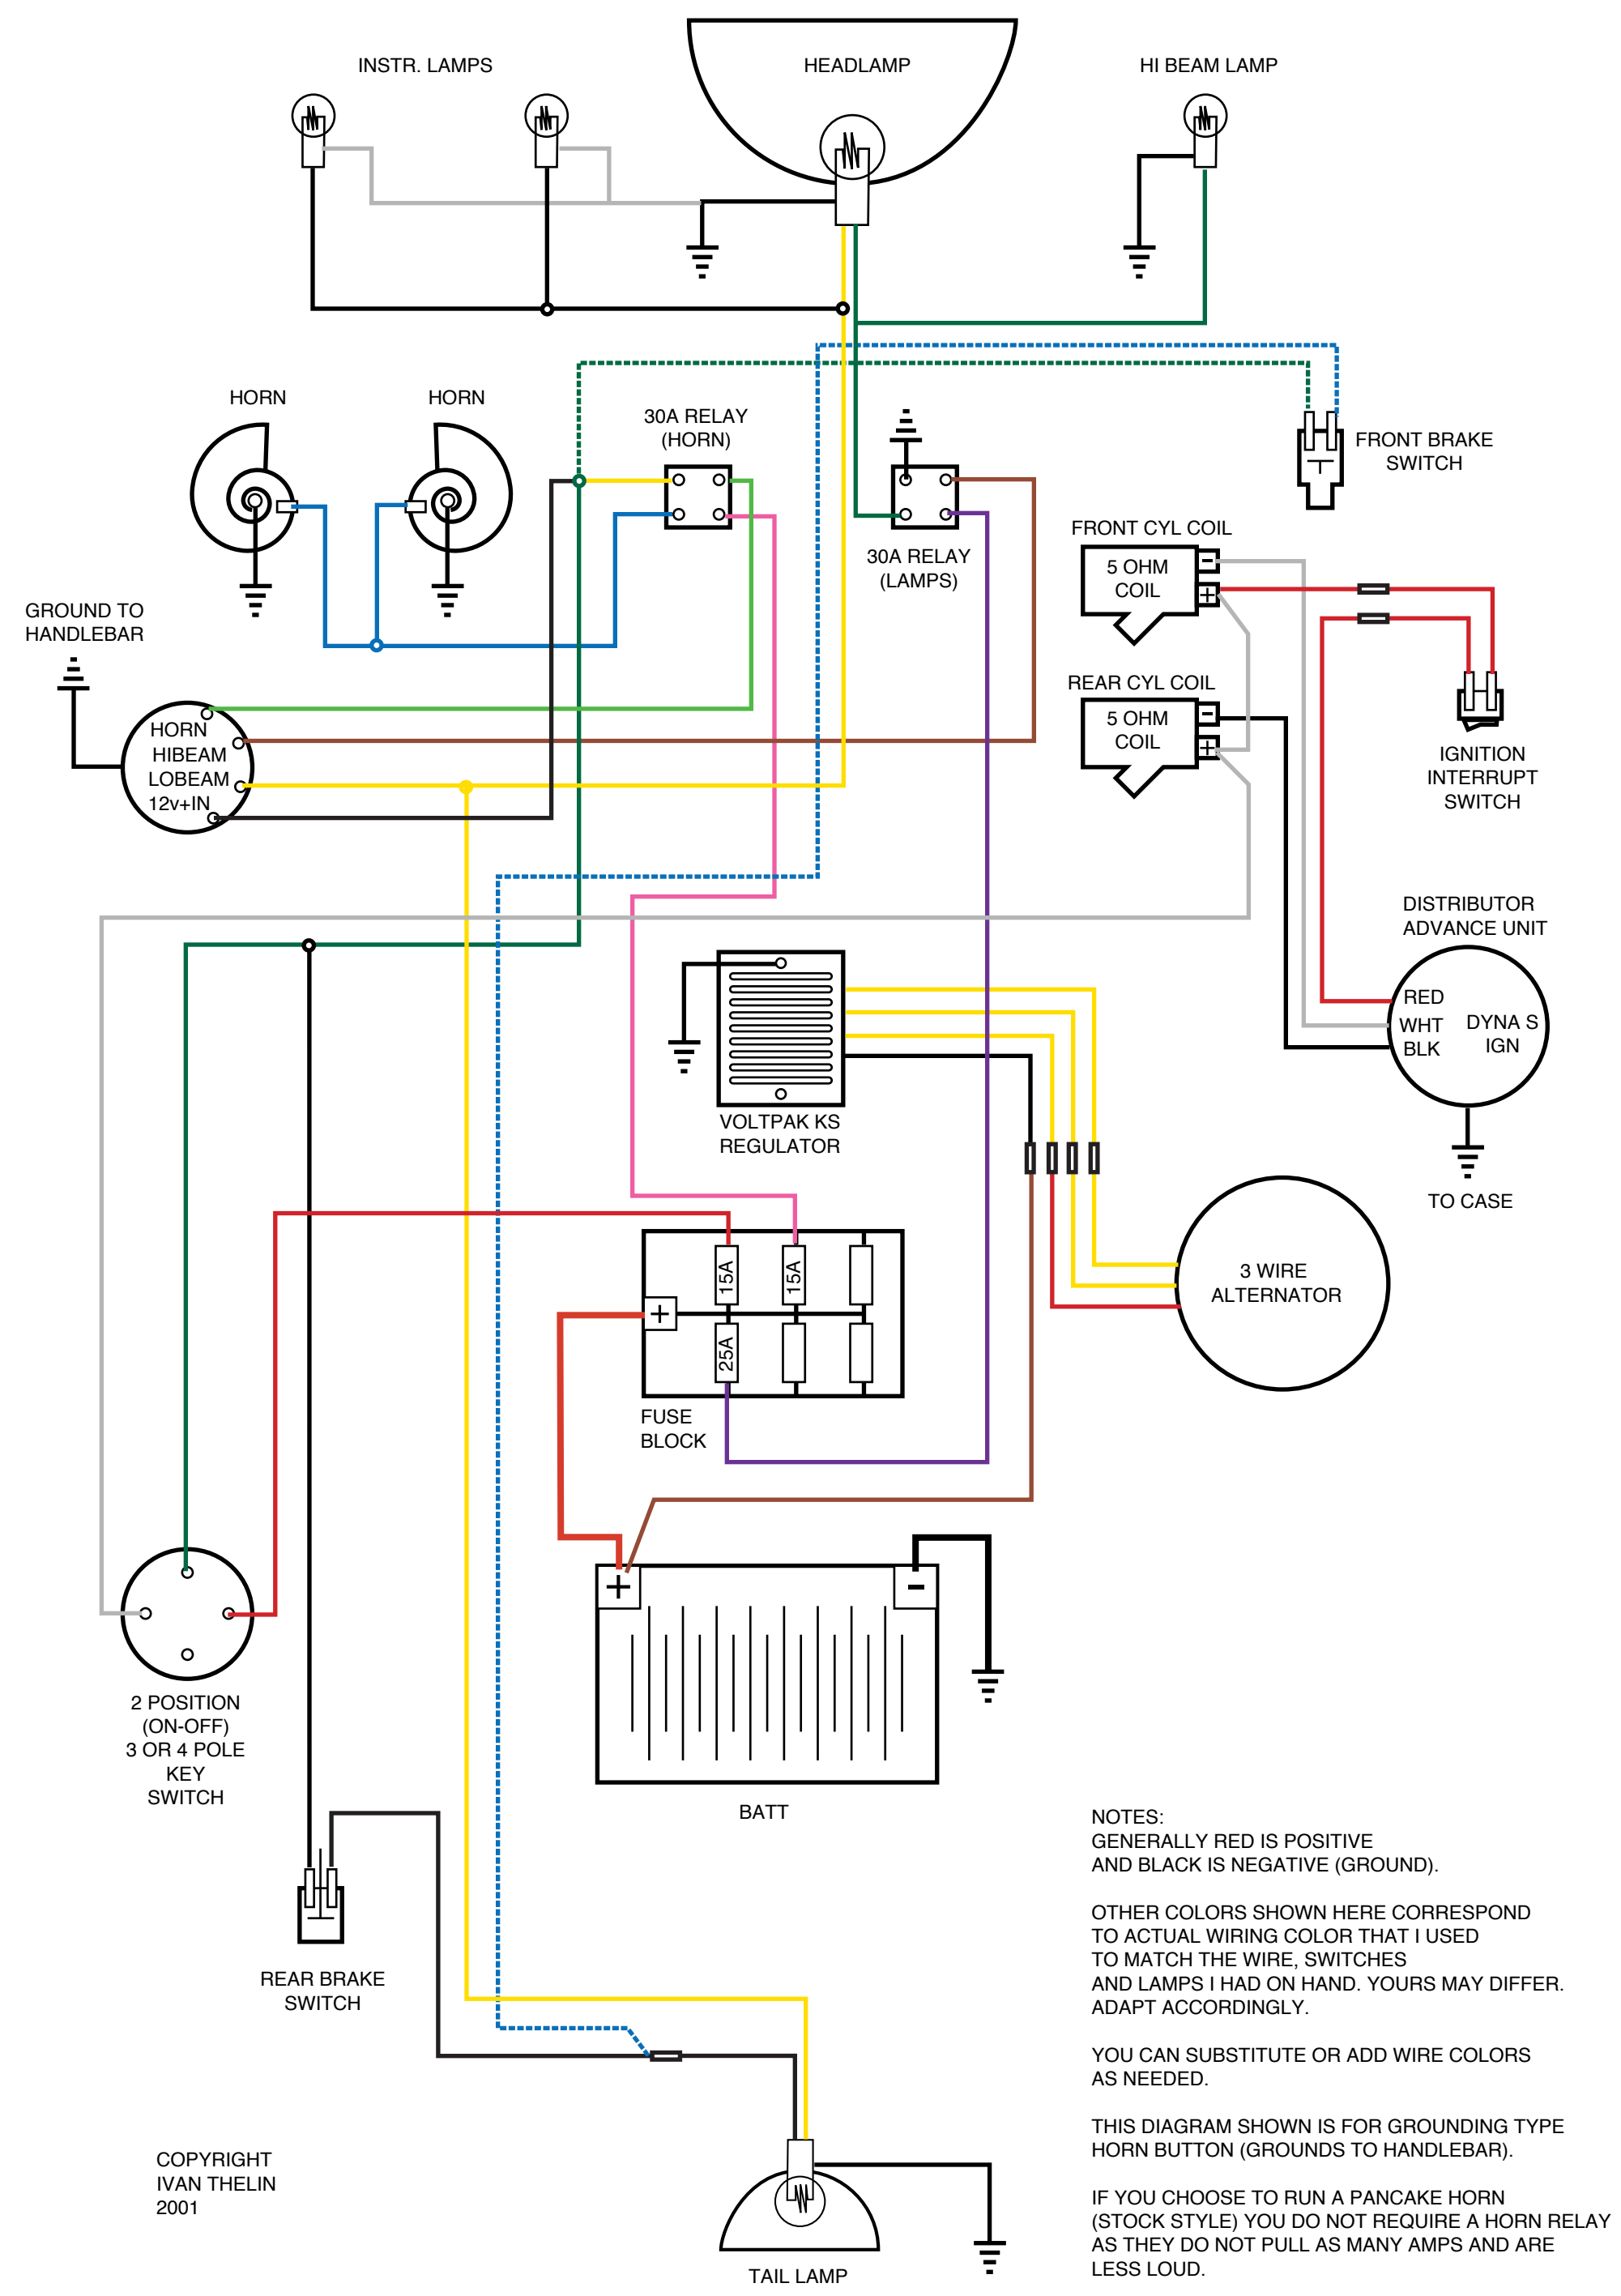 INSTR. LAMPS
HEADLAMP
HI BEAM LAMP
HORN
HORN
30A RELAY
(HORN)
FRONT BRAKE
SWITCH
30A RELAY
(LAMPS)
FRONT CYL COIL
5 OHM
COIL
-
+
GROUND TO
HANDLEBAR
REAR CYL COIL
5 OHM
COIL
-
+
HORN
HIBEAM
LOBEAM
12v+IN
IGNITION
INTERRUPT
SWITCH
DISTRIBUTOR
ADVANCE UNIT
RED
WHT
BLK
DYNA S
IGN
TO CASE
VOLTPAK KS
REGULATOR
15A
15A
+
25A
FUSE
BLOCK
3 WIRE
ALTERNATOR
+
-
BATT
2 POSITION
(ON-OFF)
3 OR 4 POLE
KEY
SWITCH
REAR BRAKE
SWITCH
NOTES:
GENERALLY RED IS POSITIVE
AND BLACK IS NEGATIVE (GROUND).
OTHER COLORS SHOWN HERE CORRESPOND
TO ACTUAL WIRING COLOR THAT I USED
TO MATCH THE WIRE, SWITCHES
AND LAMPS I HAD ON HAND. YOURS MAY DIFFER.
ADAPT ACCORDINGLY.
YOU CAN SUBSTITUTE OR ADD WIRE COLORS
AS NEEDED.
THIS DIAGRAM SHOWN IS FOR GROUNDING TYPE
HORN BUTTON (GROUNDS TO HANDLEBAR).
IF YOU CHOOSE TO RUN A PANCAKE HORN
(STOCK STYLE) YOU DO NOT REQUIRE A HORN RELAY
AS THEY DO NOT PULL AS MANY AMPS AND ARE
LESS LOUD.
COPYRIGHT
IVAN THELIN
2001
TAIL LAMP